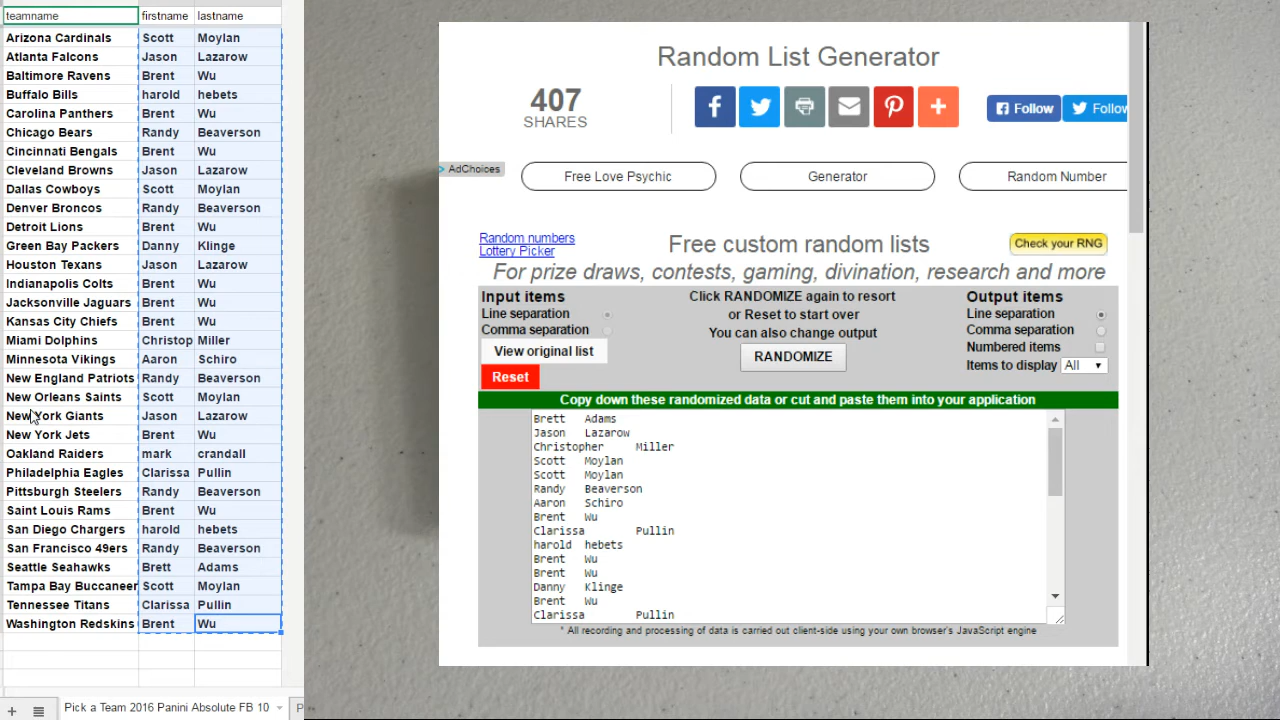 teamname firstname lastname
Arizona Cardinals Scott Moylan
Atlanta Falcons Jason Lazarow
Baltimore Ravens Brent Wu
Buffalo Bills harold hebets
Carolina Panthers Brent Wu
Chicago Bears Randy Beaverson
Cincinnati Bengals Brent Wu
Cleveland Browns Jason Lazarow
Dallas Cowboys Scott Moylan
Denver Broncos Randy Beaverson
Detroit Lions Brent Wu
Green Bay Packers Danny Klinge
Houston Texans Jason Lazarow
Indianapolis Colts Brent Wu
Jacksonville Jaguars Brent Wu
Kansas City Chiefs Brent Wu
Miami Dolphins Christop Miller
Minnesota Vikings Aaron Schiro
New England Patriots Randy Beaverson
New Orleans Saints Scott Moylan
New York Giants Jason Lazarow
New York Jets Brent Wu
Oakland Raiders mark crandall
Philadelphia Eagles Clarissa Pullin
Pittsburgh Steelers Randy Beaverson
Saint Louis Rams Brent Wu
San Diego Chargers harold hebets
San Francisco 49ers Randy Beaverson
Seattle Seahawks Brett Adams
Tampa Bay Buccaneer Scott Moylan
Tennessee Titans Clarissa Pullin
Washington Redskins Brent Wu
Pick a Team 2016 Panini Absolute FB 10 P
Random List Generator
407
SHARES
Follow Follow
AdChoices
Free Love Psychic Generator Random Number
Random numbers
Lottery Picker
Free custom random lists
Check your RNG
For prize draws, contests, gaming, divination, research and more
Input items
Line separation
Comma separation
View original list
Reset
Click RANDOMIZE again to resort
or Reset to start over
You can also change output
RANDOMIZE
Output items
Line separation
Comma separation
Numbered items
Items to display All
Copy down these randomized data or cut and paste them into your application
Brett Adams
Jason Lazarow
Christopher Miller
Scott Moylan
Scott Moylan
Randy Beaverson
Aaron Schiro
Brent Wu
Clarissa Pullin
harold hebets
Brent Wu
Brent Wu
Danny Klinge
Brent Wu
Clarissa Pullin
* All recording and processing of data is carried out client-side using your own browser's JavaScript engine